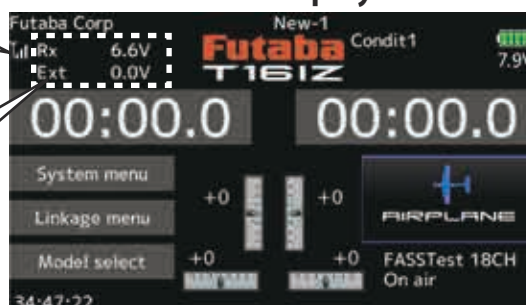 Futaba Corp
New-1
Rx 6.6V
Ext 0.0V
Futaba
T16IZ
Condit1
7.9V
00:00.0
00:00.0
System menu
Linkage menu
Model select
+0
+0
+0
+0
AIRPLANE
FASSTest 18CH
On air
34:47:22